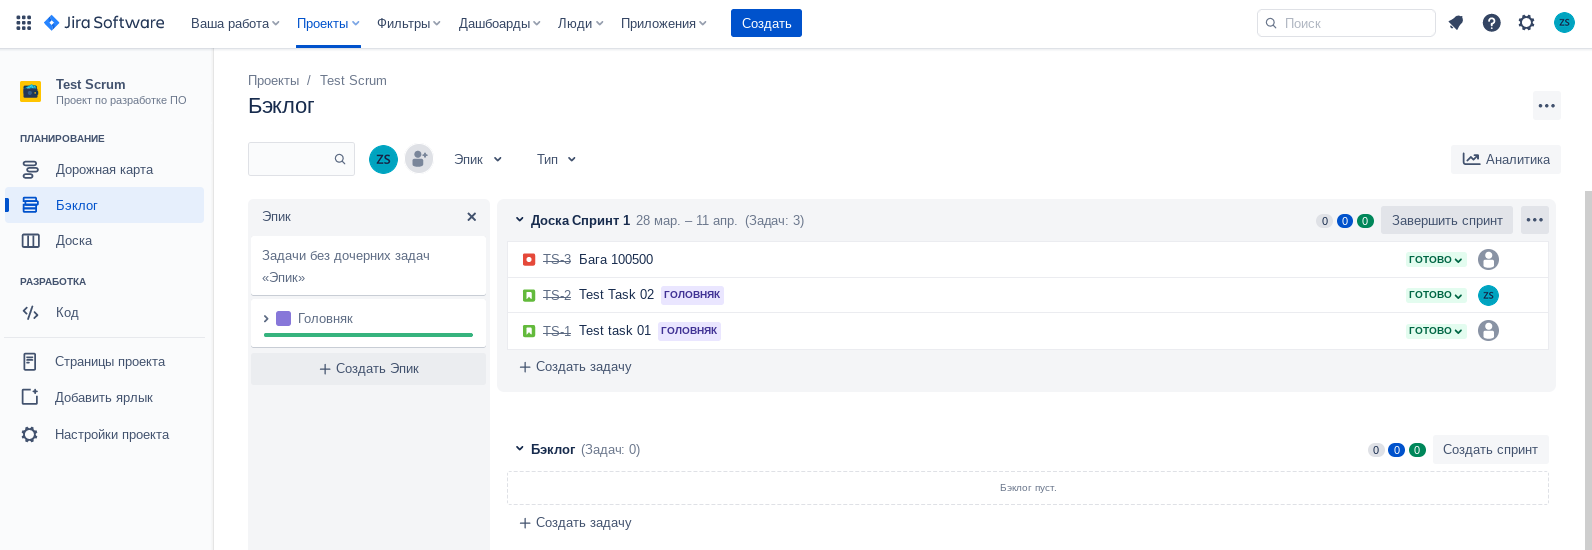 Jira Software Ваша работа Проекты Фильтры Дашборды Люди Приложения Создать Поиск ZS
Test Scrum
Проект по разработке ПО
ПЛАНИРОВАНИЕ
Дорожная карта
Бэклог
Доска
РАЗРАБОТКА
Код
Страницы проекта
Добавить ярлык
Настройки проекта
Проекты / Test Scrum
Бэклог
ZS Эпик Тип Аналитика
Эпик
Задачи без дочерних задач
«Эпик»
Головняк
+ Создать Эпик
Доска Спринт 1 28 мар. – 11 апр. (Задач: 3) 0 0 0 Завершить спринт
TS-3 Бага 100500 ГОТОВО
TS-2 Test Task 02 ГОЛОВНЯК ГОТОВО ZS
TS-1 Test task 01 ГОЛОВНЯК ГОТОВО
+ Создать задачу
Бэклог (Задач: 0) 0 0 0 Создать спринт
Бэклог пуст.
+ Создать задачу